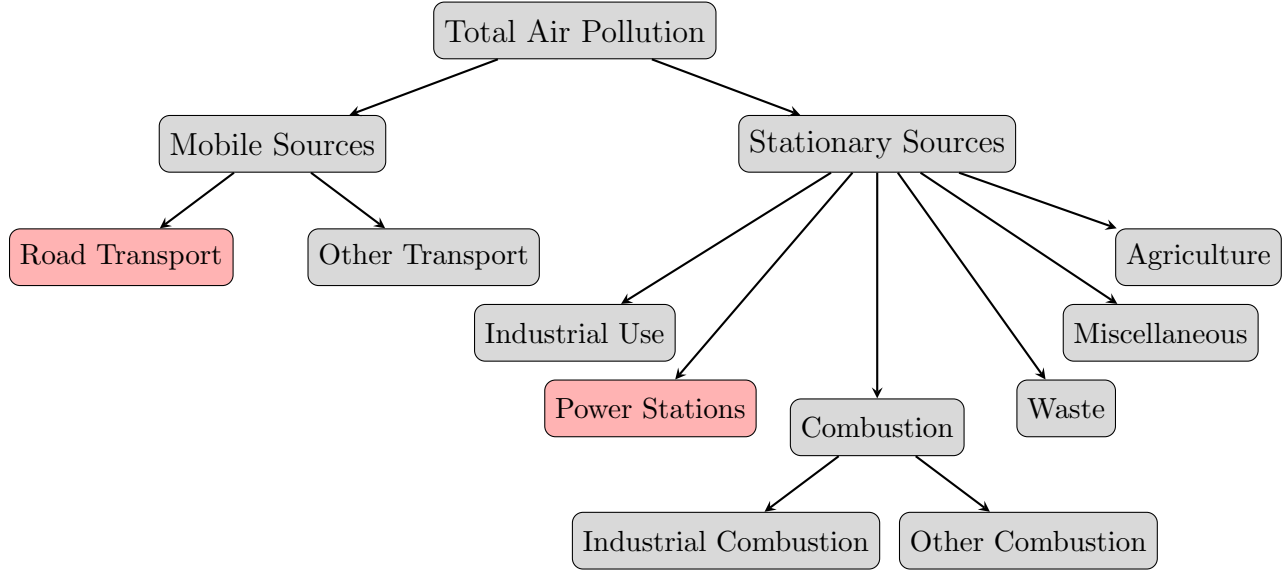 Total Air Pollution
Mobile Sources
Stationary Sources
Road Transport
Other Transport
Agriculture
Industrial Use
Miscellaneous
Power Stations
Combustion
Waste
Industrial Combustion
Other Combustion